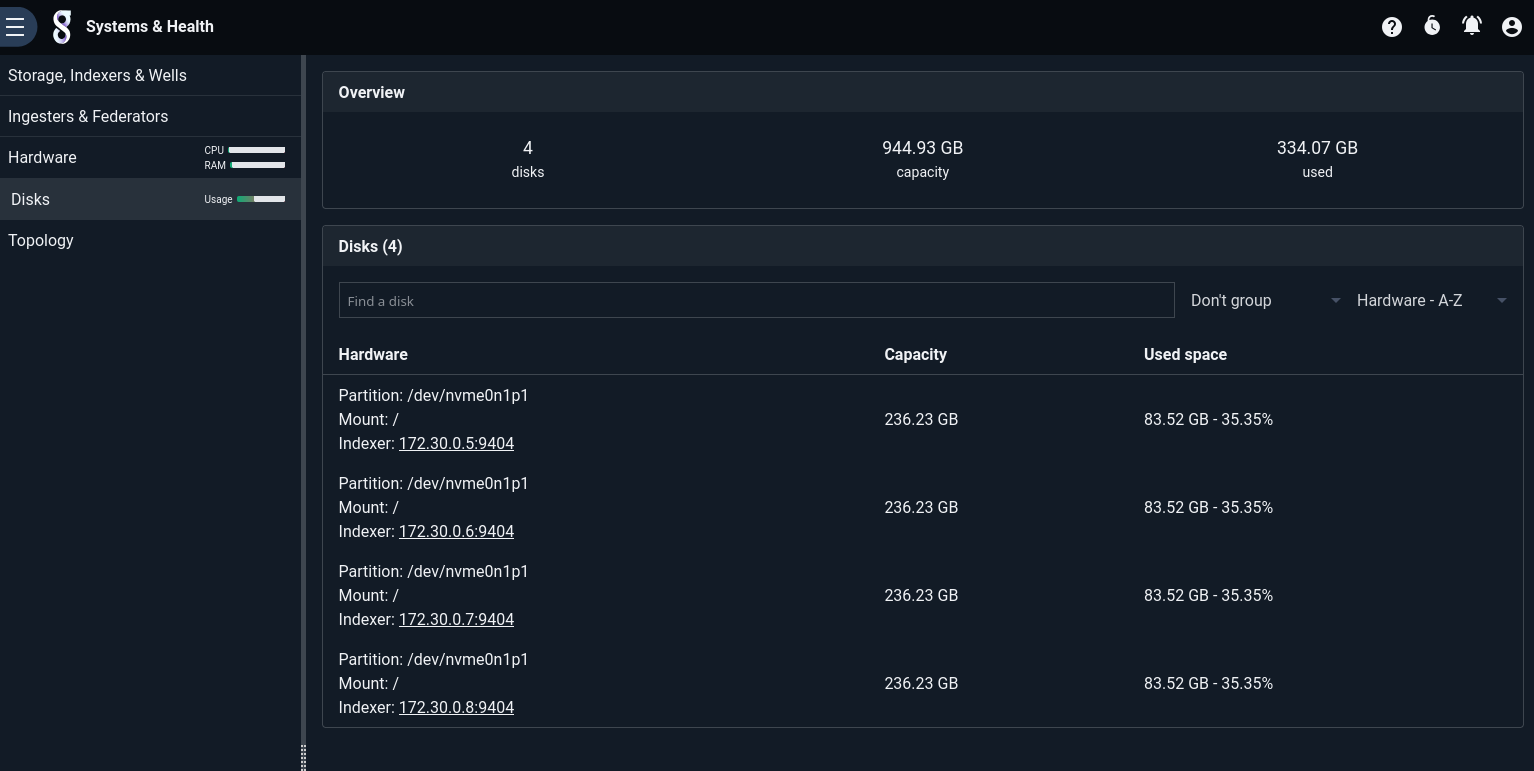 Systems & Health
Storage, Indexers & Wells
Ingesters & Federators
Hardware
CPU
RAM
Disks
Usage
Topology
Overview
4
disks
944.93 GB
capacity
334.07 GB
used
Disks (4)
Find a disk
Don't group
Hardware - A-Z
Hardware Capacity Used space
Partition: /dev/nvme0n1p1
Mount: / 236.23 GB 83.52 GB - 35.35%
Indexer: 172.30.0.5:9404
Partition: /dev/nvme0n1p1
Mount: / 236.23 GB 83.52 GB - 35.35%
Indexer: 172.30.0.6:9404
Partition: /dev/nvme0n1p1
Mount: / 236.23 GB 83.52 GB - 35.35%
Indexer: 172.30.0.7:9404
Partition: /dev/nvme0n1p1
Mount: / 236.23 GB 83.52 GB - 35.35%
Indexer: 172.30.0.8:9404